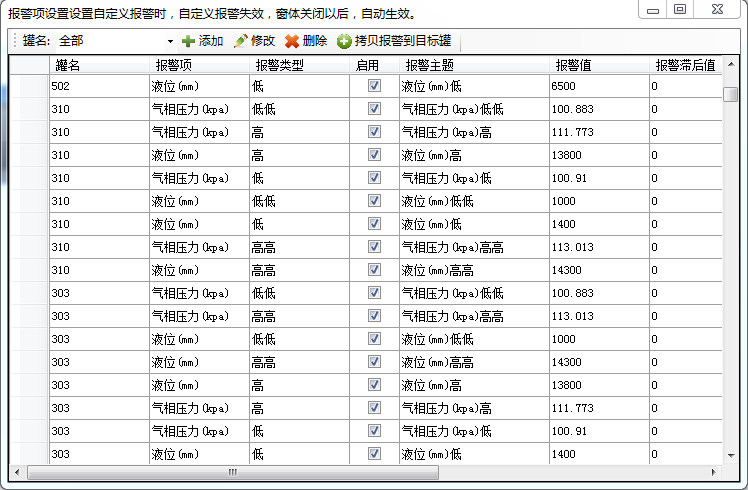 报警项设置设置自定义报警时，自定义报警失效，窗体关闭以后，自动生效。
罐名: 全部 添加 修改 删除 拷贝报警到目标罐
罐名 报警项 报警类型 启用 报警主题 报警值 报警滞后值
502 液位(mm) 低 液位(mm)低 6500 0
310 气相压力(kpa) 低低 气相压力(kpa)低低 100.883 0
310 气相压力(kpa) 高 气相压力(kpa)高 111.773 0
310 液位(mm) 高 液位(mm)高 13800 0
310 气相压力(kpa) 低 气相压力(kpa)低 100.91 0
310 液位(mm) 低低 液位(mm)低低 1000 0
310 液位(mm) 低 液位(mm)低 1400 0
310 气相压力(kpa) 高高 气相压力(kpa)高高 113.013 0
310 液位(mm) 高高 液位(mm)高高 14300 0
303 气相压力(kpa) 低低 气相压力(kpa)低低 100.883 0
303 气相压力(kpa) 高高 气相压力(kpa)高高 113.013 0
303 液位(mm) 低低 液位(mm)低低 1000 0
303 液位(mm) 高高 液位(mm)高高 14300 0
303 液位(mm) 高 液位(mm)高 13800 0
303 气相压力(kpa) 高 气相压力(kpa)高 111.773 0
303 气相压力(kpa) 低 气相压力(kpa)低 100.91 0
303 液位(mm) 低 液位(mm)低 1400 0